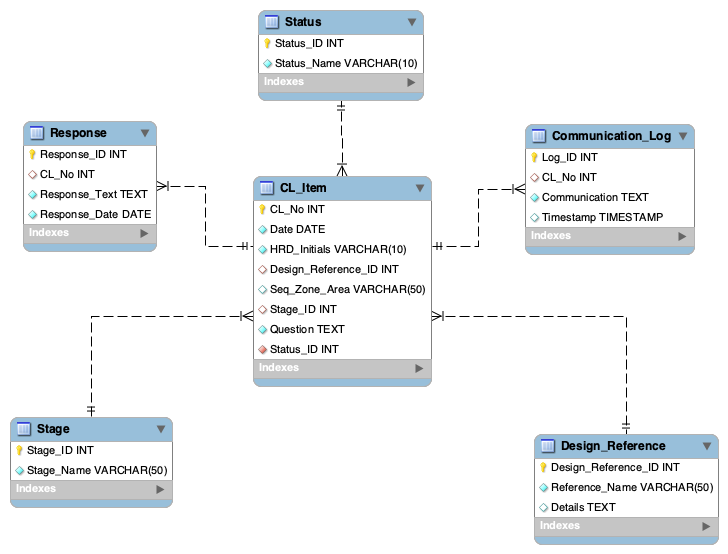 Status
Status_ID INT
Status_Name VARCHAR(10)
Indexes
Response
Response_ID INT
CL_No INT
Response_Text TEXT
Response_Date DATE
Indexes
Communication_Log
Log_ID INT
CL_No INT
Communication TEXT
Timestamp TIMESTAMP
Indexes
CL_Item
CL_No INT
Date DATE
HRD_Initials VARCHAR(10)
Design_Reference_ID INT
Seq_Zone_Area VARCHAR(50)
Stage_ID INT
Question TEXT
Status_ID INT
Indexes
Stage
Stage_ID INT
Stage_Name VARCHAR(50)
Indexes
Design_Reference
Design_Reference_ID INT
Reference_Name VARCHAR(50)
Details TEXT
Indexes